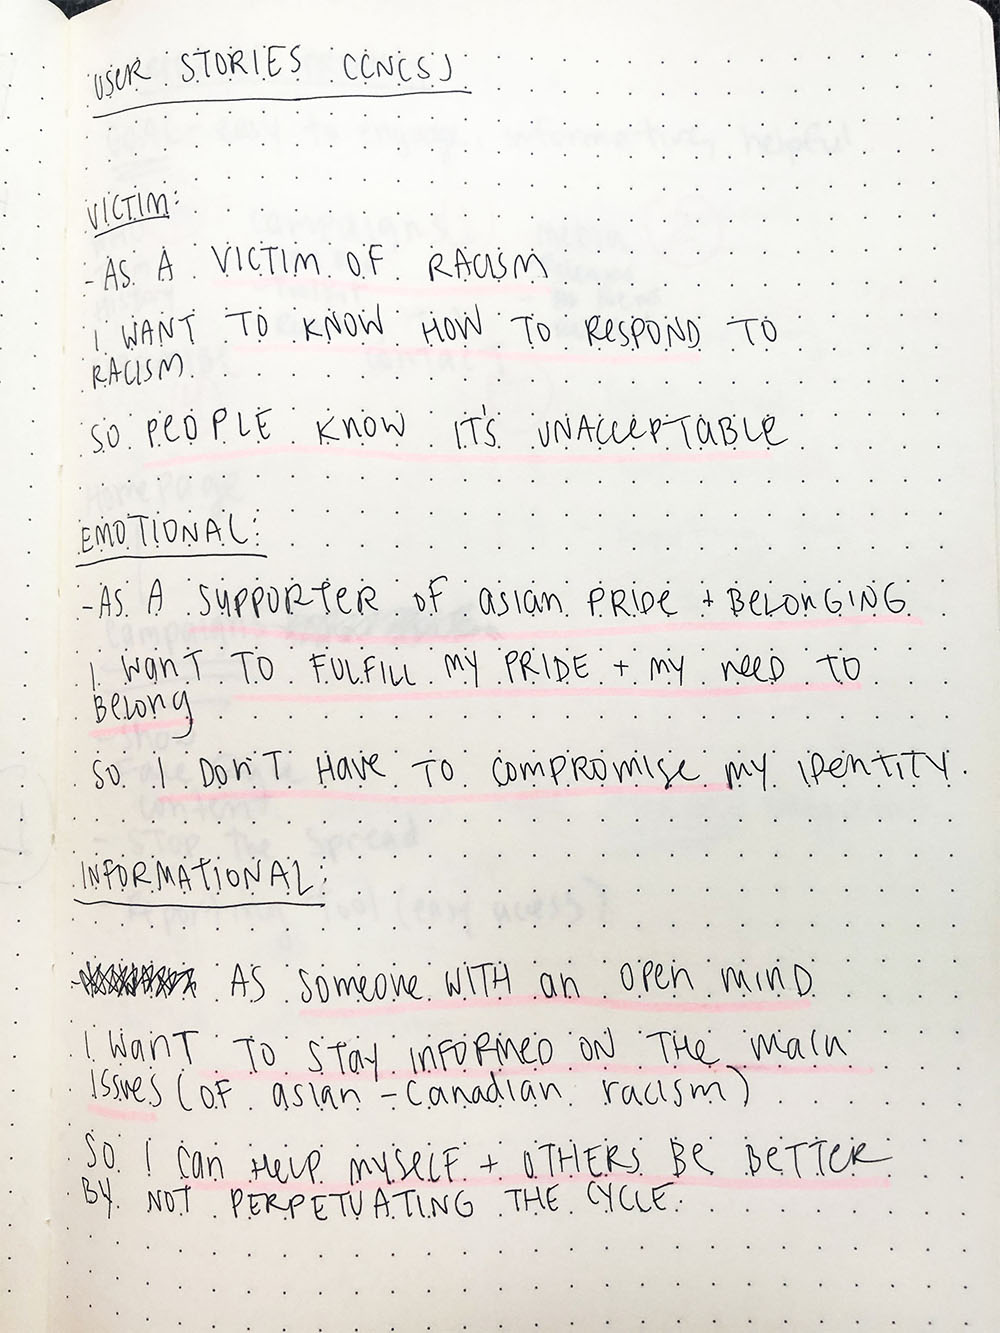 USER STORIES CCNCSJ
VICTIM:
-AS A VICTIM OF RACISM
I WANT TO KNOW HOW TO RESPOND TO
RACISM
SO PEOPLE KNOW IT'S UNACCEPTABLE
EMOTIONAL:
-AS A SUPPORTER OF ASIAN PRIDE + BELONGING
I WANT TO FULFILL MY PRIDE + MY NEED TO
BELONG
SO I DON'T HAVE TO COMPROMISE MY IDENTITY.
INFORMATIONAL:
AS SOMEONE WITH AN OPEN MIND
I WANT TO STAY INFORMED ON THE MAIN
ISSUES (OF ASIAN-CANADIAN RACISM)
SO I CAN HELP MYSELF + OTHERS BE BETTER
BY NOT PERPETUATING THE CYCLE.